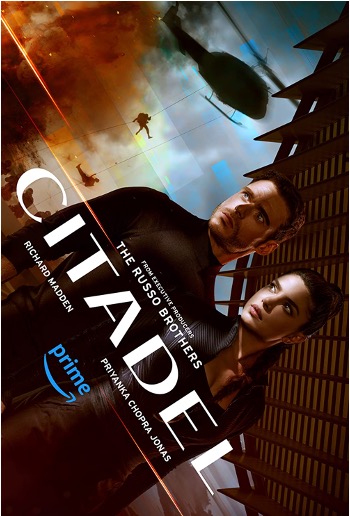 CITADEL
RICHARD MADDEN
FROM EXECUTIVE PRODUCERS
THE RUSSO BROTHERS
prime
PRIYANKA CHOPRA JONAS